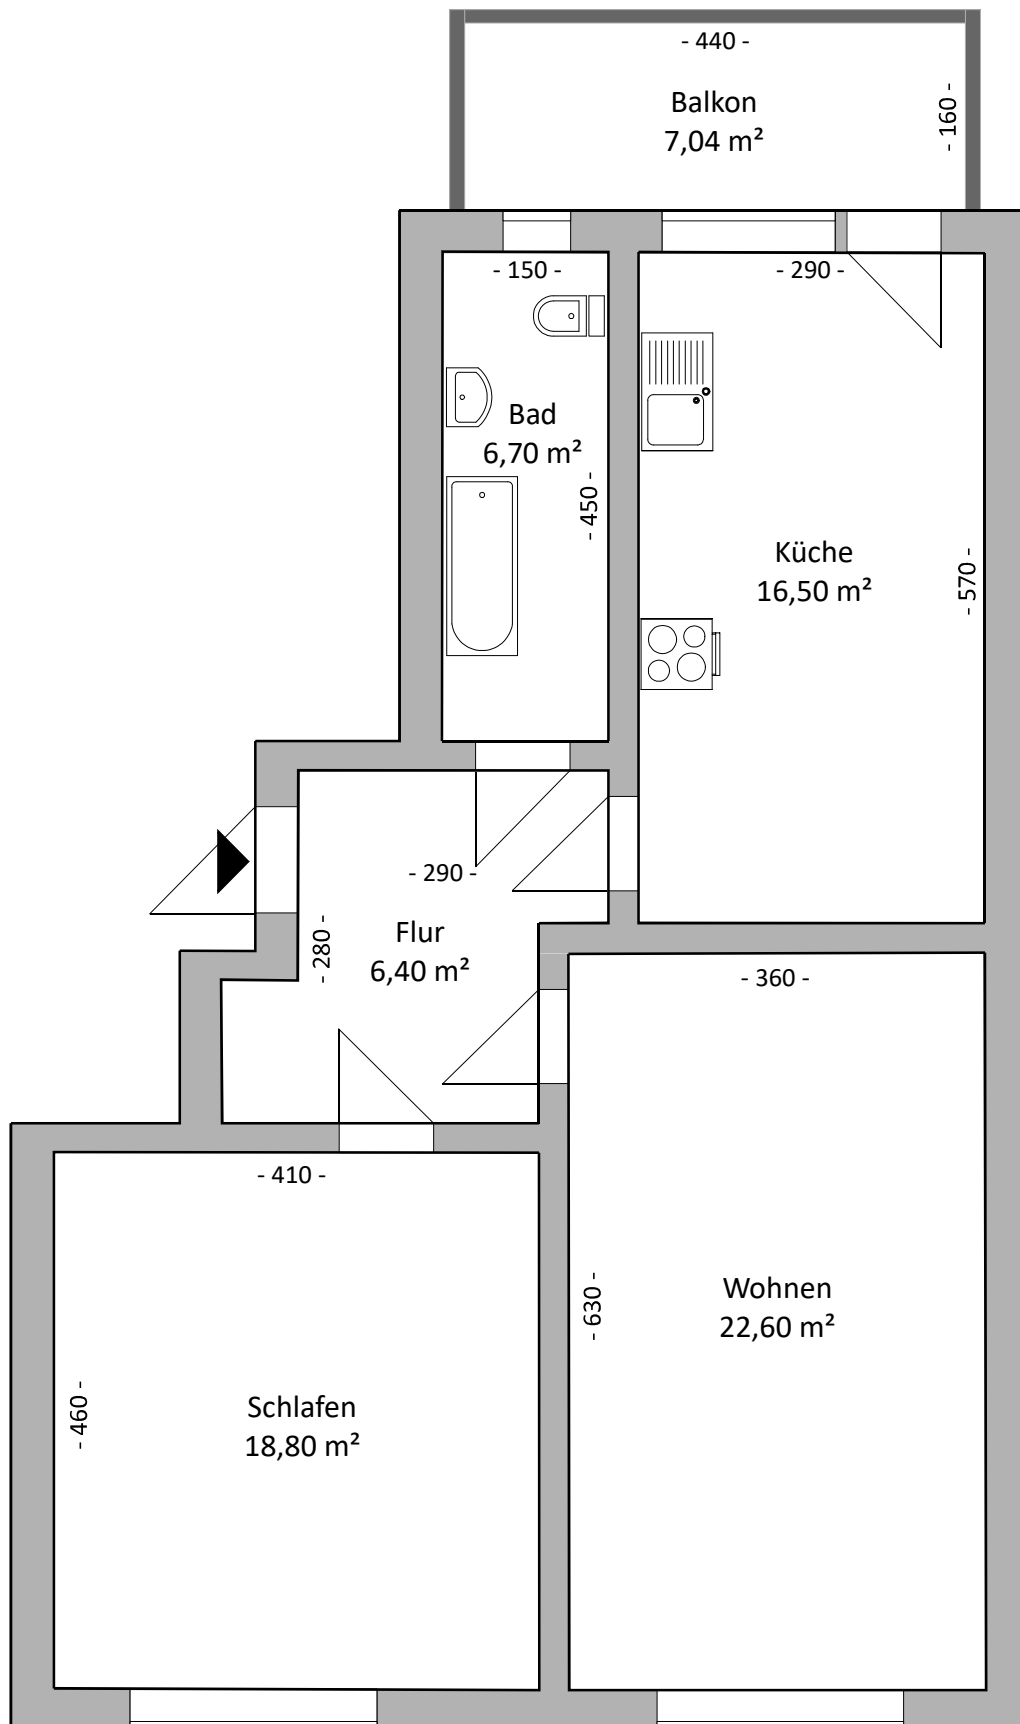 - 440 -
Balkon
7,04 m²
- 160 -
- 150 -
- 290 -
Bad
6,70 m²
- 450 -
Küche
16,50 m²
- 570 -
- 290 -
Flur
6,40 m²
- 280 -
- 360 -
- 410 -
Wohnen
22,60 m²
- 630 -
Schlafen
18,80 m²
- 460 -